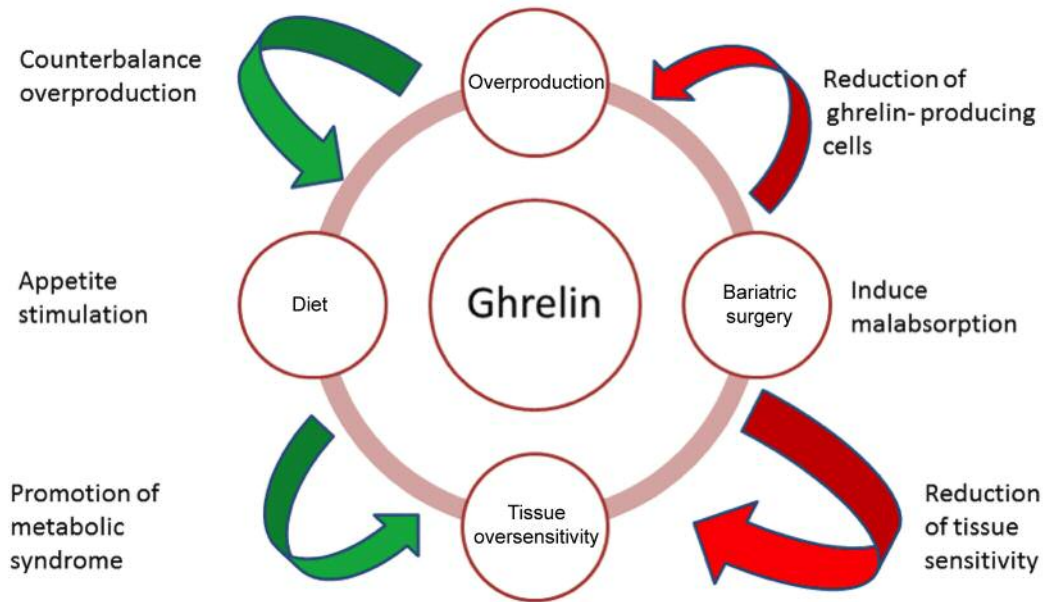 Counterbalance
overproduction
Overproduction
Reduction of
ghrelin- producing
cells
Appetite
stimulation
Diet
Ghrelin
Bariatric
surgery
Induce
malabsorption
Promotion of
metabolic
syndrome
Tissue
oversensitivity
Reduction
of tissue
sensitivity